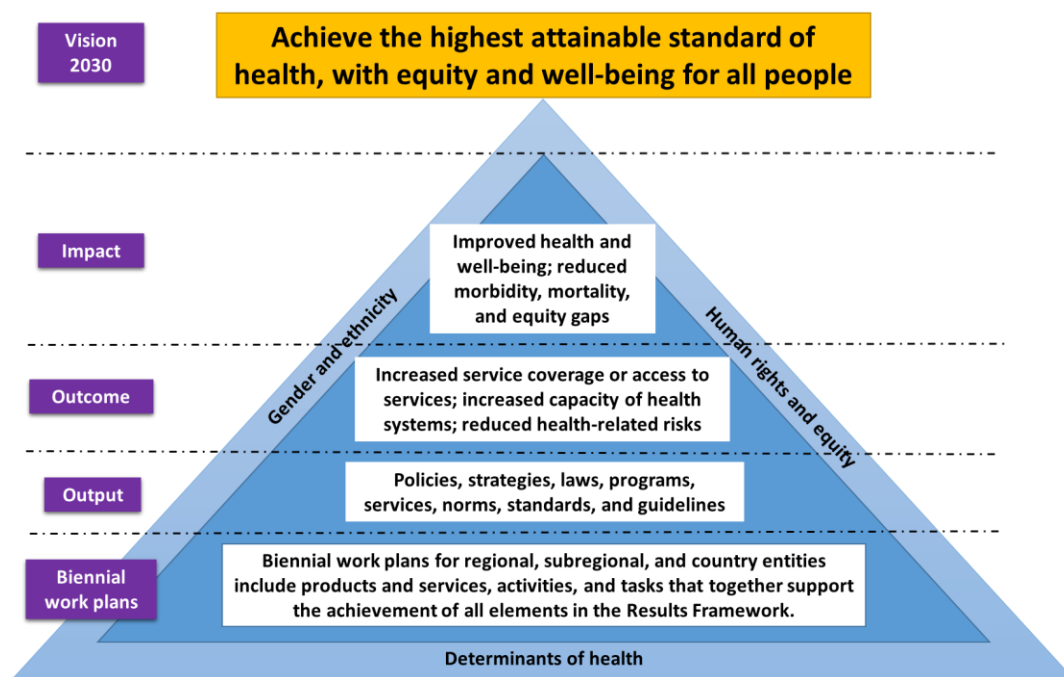 Vision
2030
Achieve the highest attainable standard of
health, with equity and well-being for all people
Impact
Improved health and
well-being; reduced
morbidity, mortality,
and equity gaps
Gender and ethnicity
Human rights and equity
Outcome
Increased service coverage or access to
services; increased capacity of health
systems; reduced health-related risks
Output
Policies, strategies, laws, programs,
services, norms, standards, and guidelines
Biennial
work plans
Biennial work plans for regional, subregional, and country entities
include products and services, activities, and tasks that together support
the achievement of all elements in the Results Framework.
Determinants of health